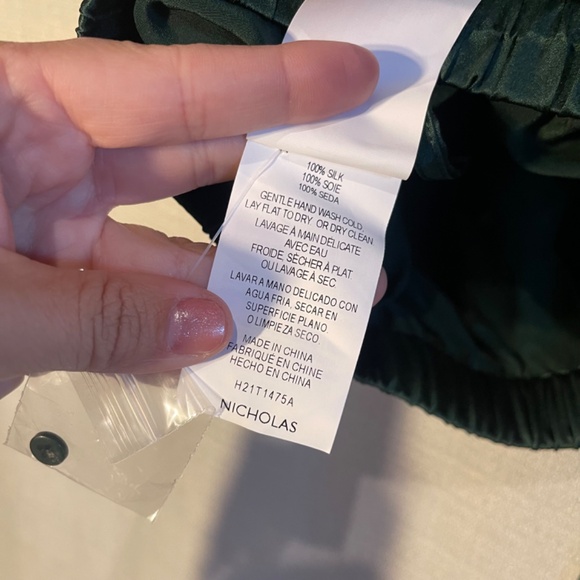 100% SILK
100% SOIE
100% SEDA
GENTLE HAND WASH COLD
LAY FLAT TO DRY OR DRY CLEAN
LAVAGE À MAIN DÉLICATE
AVEC EAU
FROIDE, SÉCHER À PLAT
OU LAVAGE À SEC
LAVAR A MANO DELICADO CON
AGUA FRIA. SECAR EN
SUPERFICIE PLANO.
O LIMPIEZA SECO
MADE IN CHINA
FABRIQUÉ EN CHINE
HECHO EN CHINA
H21T1475A
NICHOLAS